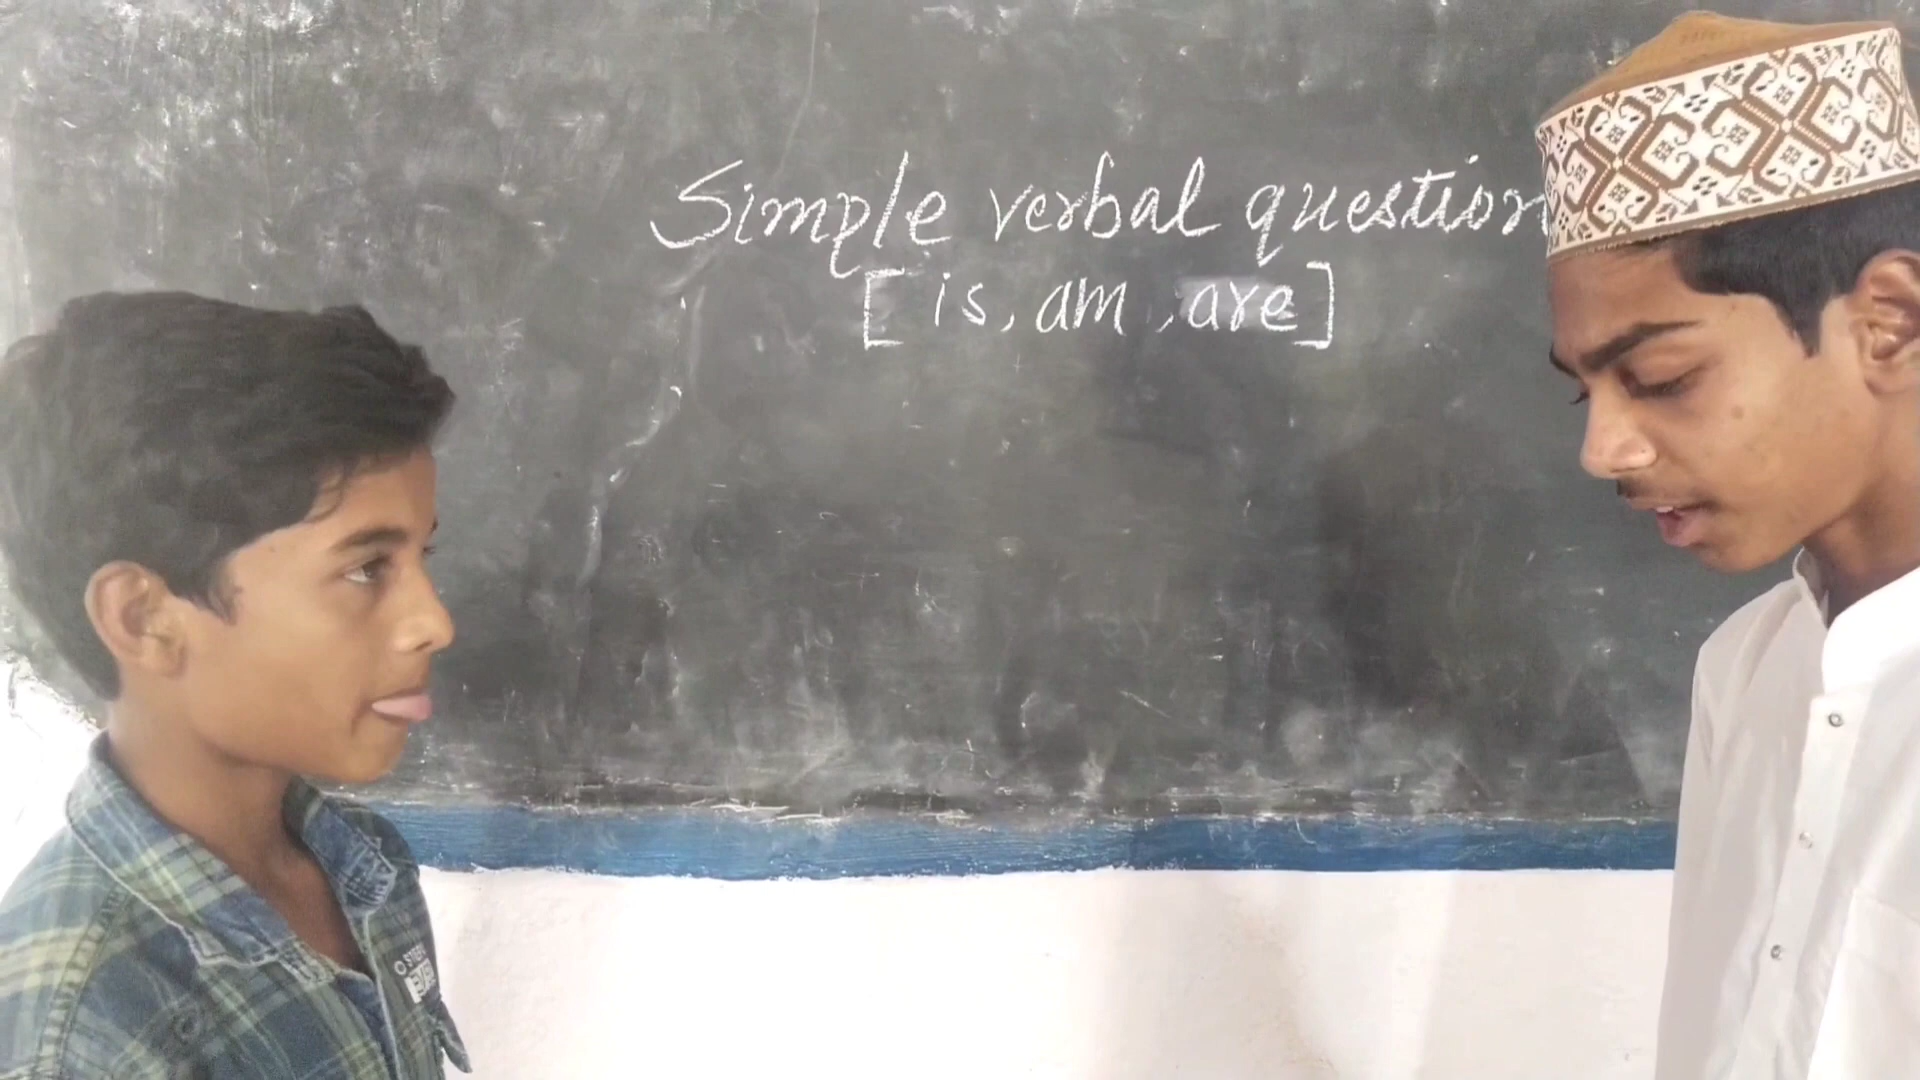 Simple verbal question
[ is, am, are ]